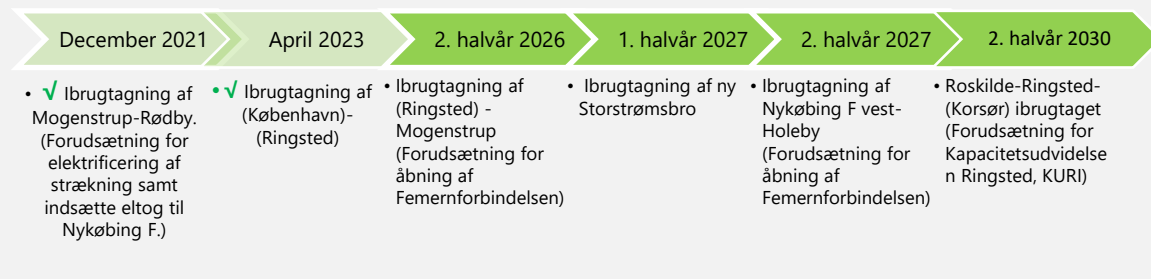 December 2021
April 2023
2. halvår 2026
1. halvår 2027
2. halvår 2027
2. halvår 2030
• √ Ibrugtagning af
Mogenstrup-Rødby.
(Forudsætning for
elektrificering af
strækning samt
indsætte eltog til
Nykøbing F.)
• √ Ibrugtagning af
(København)-
(Ringsted)
• Ibrugtagning af
(Ringsted) -
Mogenstrup
(Forudsætning for
åbning af
Femernforbindelsen)
• Ibrugtagning af ny
Storstrømsbro
• Ibrugtagning af
Nykøbing F vest-
Holeby
(Forudsætning for
åbning af
Femernforbindelsen)
• Roskilde-Ringsted-
(Korsør) ibrugtaget
(Forudsætning for
Kapacitetsudvidelse
n Ringsted, KURI)